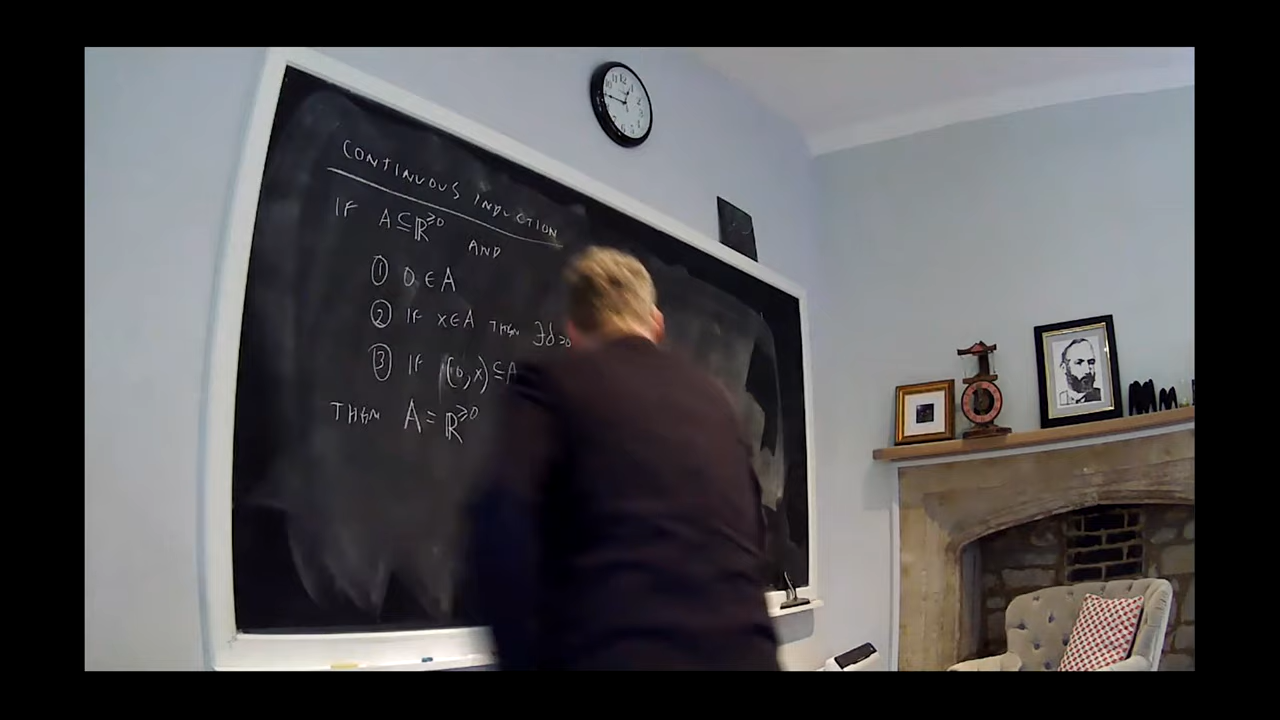 CONTINUOUS INDUCTION
IF A ⊆ ℝ^≥0 AND
① 0 ∈ A
② IF x ∈ A THEN ∃δ>0
③ IF [0, x) ⊆ A
THEN A = ℝ^≥0